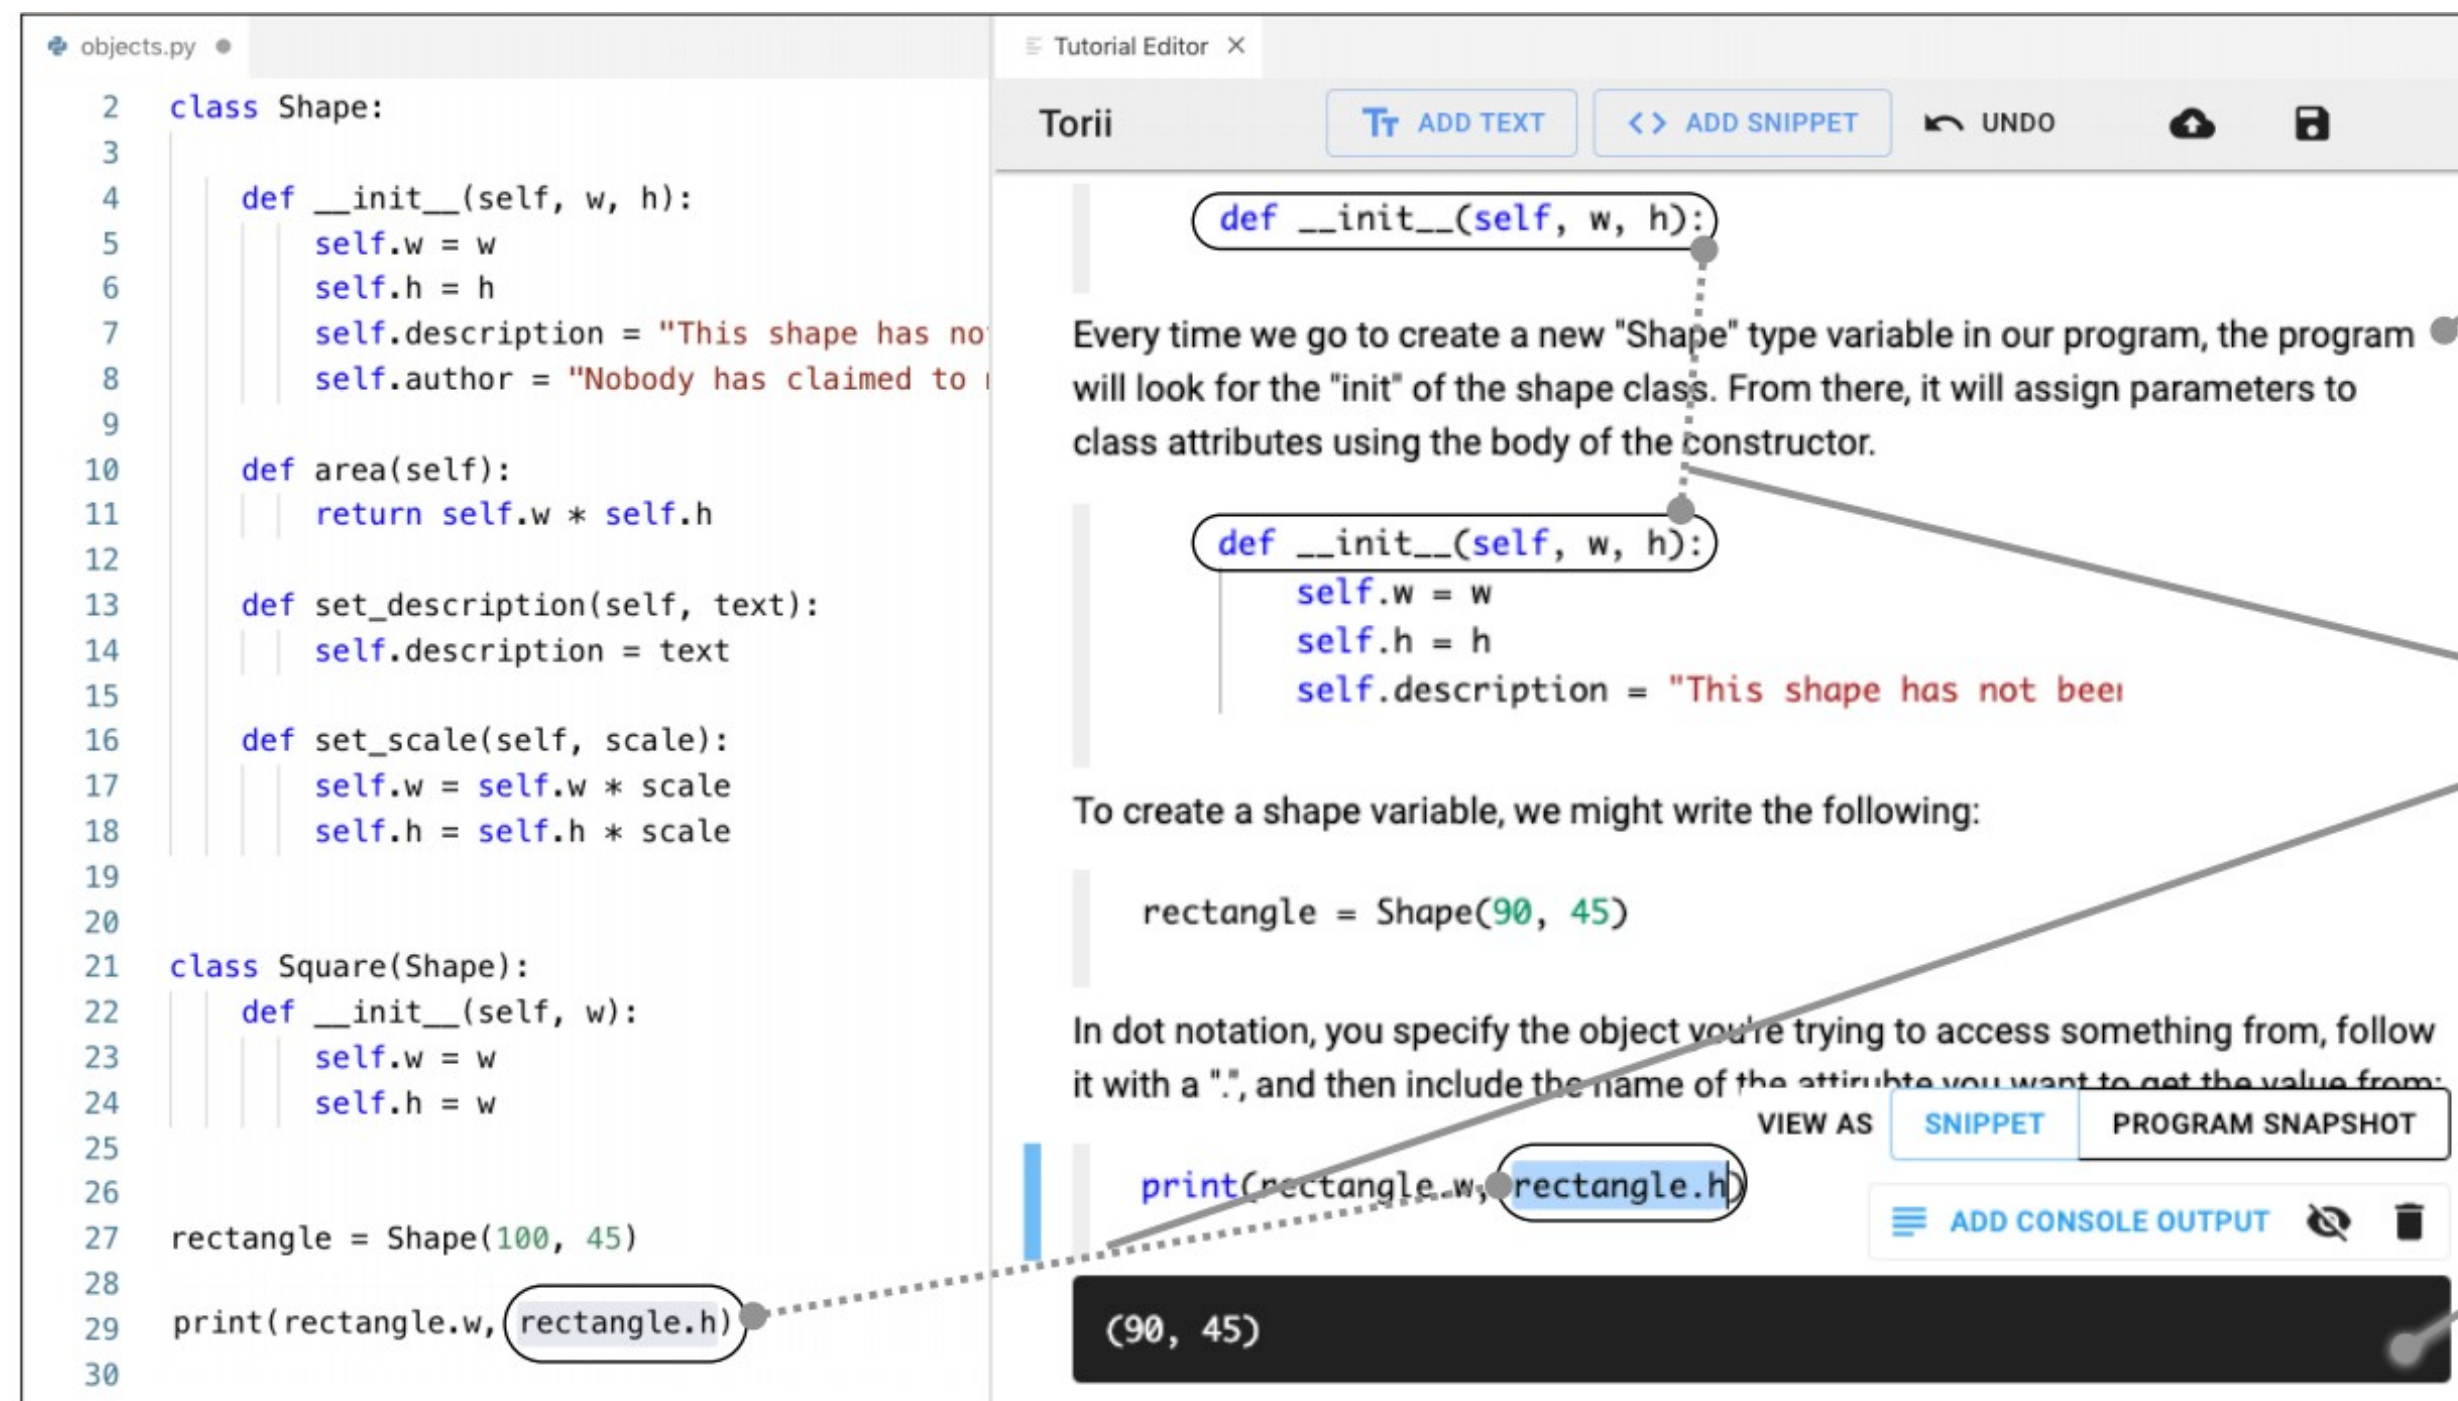 objects.py
2 class Shape:
3
4 def __init__(self, w, h):
5 self.w = w
6 self.h = h
7 self.description = "This shape has no
8 self.author = "Nobody has claimed to
9
10 def area(self):
11 return self.w * self.h
12
13 def set_description(self, text):
14 self.description = text
15
16 def set_scale(self, scale):
17 self.w = self.w * scale
18 self.h = self.h * scale
19
20
21 class Square(Shape):
22 def __init__(self, w):
23 self.w = w
24 self.h = w
25
26
27 rectangle = Shape(100, 45)
28
29 print(rectangle.w, rectangle.h)
30
Tutorial Editor
Torii
Tт ADD TEXT
<> ADD SNIPPET
UNDO
def __init__(self, w, h):
Every time we go to create a new "Shape" type variable in our program, the program
will look for the "init" of the shape class. From there, it will assign parameters to
class attributes using the body of the constructor.
def __init__(self, w, h):
self.w = w
self.h = h
self.description = "This shape has not been
To create a shape variable, we might write the following:
rectangle = Shape(90, 45)
In dot notation, you specify the object you're trying to access something from, follow
it with a ".", and then include the name of the attirubte you want to get the value from:
VIEW AS SNIPPET PROGRAM SNAPSHOT
print(rectangle.w, rectangle.h)
ADD CONSOLE OUTPUT
(90, 45)